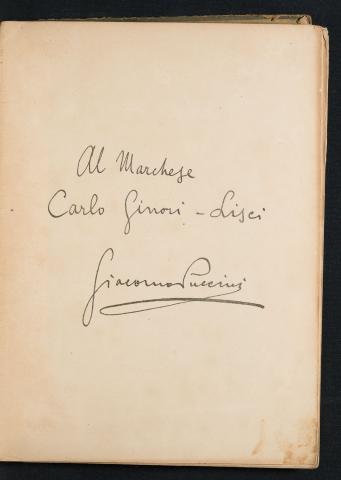 Al Marchese
Carlo Ginori - Lisci
Giacomo Puccini